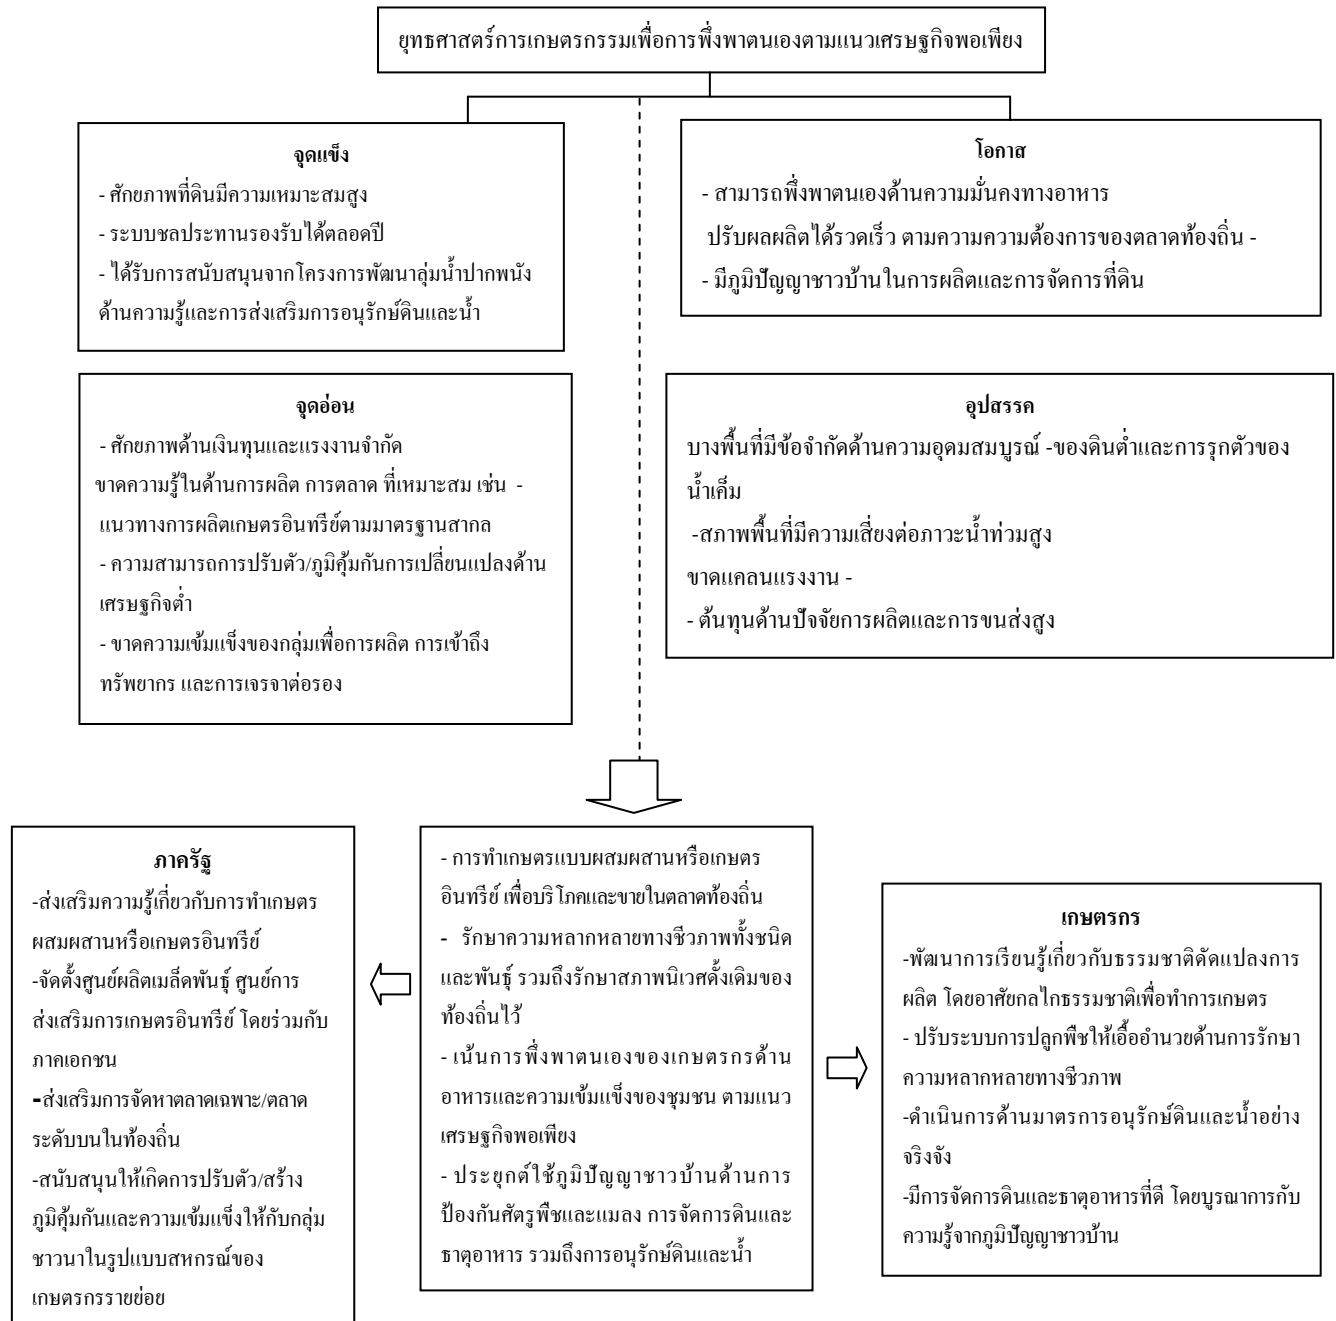 ยุทธศาสตร์การเกษตรกรรมเพื่อการพึ่งพาตนเองตามแนวเศรษฐกิจพอเพียง
จุดแข็ง
- ศักยภาพที่ดินมีความเหมาะสมสูง
- ระบบชลประทานรองรับได้ตลอดปี
- ได้รับการสนับสนุนจากโครงการพัฒนาลุ่มน้ำปากพนัง
ด้านความรู้และการส่งเสริมการอนุรักษ์ดินและน้ำ
โอกาส
- สามารถพึ่งพาตนเองด้านความมั่นคงทางอาหาร
ปรับผลผลิตได้รวดเร็ว ตามความความต้องการของตลาดท้องถิ่น -
- มีภูมิปัญญาชาวบ้านในการผลิตและการจัดการที่ดิน
จุดอ่อน
- ศักยภาพด้านเงินทุนและแรงงานจำกัด
ขาดความรู้ในด้านการผลิต การตลาด ที่เหมาะสม เช่น -
แนวทางการผลิตเกษตรอินทรีย์ตามมาตรฐานสากล
- ความสามารถการปรับตัว/ภูมิคุ้มกันการเปลี่ยนแปลงด้าน
เศรษฐกิจต่ำ
- ขาดความเข้มแข็งของกลุ่มเพื่อการผลิต การเข้าถึง
ทรัพยากร และการเจรจาต่อรอง
อุปสรรค
บางพื้นที่มีข้อจำกัดด้านความอุดมสมบูรณ์ -ของดินต่ำและการรุกตัวของ
น้ำเค็ม
-สภาพพื้นที่มีความเสี่ยงต่อภาวะน้ำท่วมสูง
ขาดแคลนแรงงาน -
- ต้นทุนด้านปัจจัยการผลิตและการขนส่งสูง
ภาครัฐ
-ส่งเสริมความรู้เกี่ยวกับการทำเกษตร
ผสมผสานหรือเกษตรอินทรีย์
-จัดตั้งศูนย์ผลิตเมล็ดพันธุ์ ศูนย์การ
ส่งเสริมการเกษตรอินทรีย์ โดยร่วมกับ
ภาคเอกชน
-ส่งเสริมการจัดหาตลาดเฉพาะ/ตลาด
ระดับบนในท้องถิ่น
-สนับสนุนให้เกิดการปรับตัว/สร้าง
ภูมิคุ้มกันและความเข้มแข็งให้กับกลุ่ม
ชาวนาในรูปแบบสหกรณ์ของ
เกษตรกรรายย่อย
- การทำเกษตรแบบผสมผสานหรือเกษตร
อินทรีย์ เพื่อบริโภคและขายในตลาดท้องถิ่น
- รักษาความหลากหลายทางชีวภาพทั้งชนิด
และพันธุ์ รวมถึงรักษาสภาพนิเวศดั้งเดิมของ
ท้องถิ่นไว้
- เน้นการพึ่งพาตนเองของเกษตรกรด้าน
อาหารและความเข้มแข็งของชุมชน ตามแนว
เศรษฐกิจพอเพียง
- ประยุกต์ใช้ภูมิปัญญาชาวบ้านด้านการ
ป้องกันศัตรูพืชและแมลง การจัดการดินและ
ธาตุอาหาร รวมถึงการอนุรักษ์ดินและน้ำ
เกษตรกร
-พัฒนาการเรียนรู้เกี่ยวกับธรรมชาติดัดแปลงการ
ผลิต โดยอาศัยกลไกธรรมชาติเพื่อทำการเกษตร
- ปรับระบบการปลูกพืชให้เอื้ออำนวยด้านการรักษา
ความหลากหลายทางชีวภาพ
-ดำเนินการด้านมาตรการอนุรักษ์ดินและน้ำอย่าง
จริงจัง
-มีการจัดการดินและธาตุอาหารที่ดี โดยบูรณาการกับ
ความรู้จากภูมิปัญญาชาวบ้าน